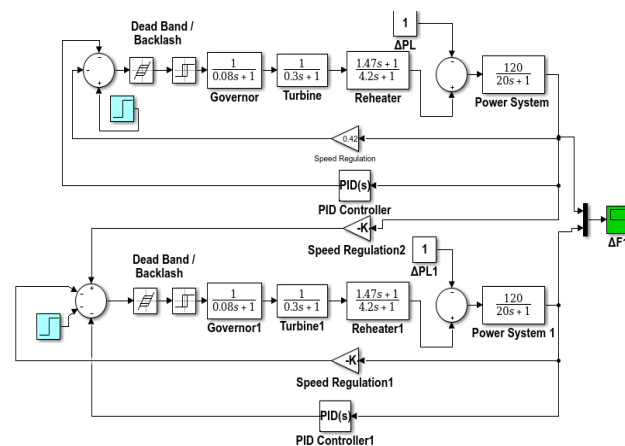 Dead Band /
Backlash
1
ΔPL
1
0.08s + 1
Governor
1
0.3s + 1
Turbine
1.47s + 1
4.2s + 1
Reheater
120
20s + 1
Power System
0.42
Speed Regulation
PID(s)
PID Controller
-K
Speed Regulation2
Dead Band /
Backlash
1
ΔPL1
1
0.08s + 1
Governor1
1
0.3s + 1
Turbine1
1.47s + 1
4.2s + 1
Reheater1
120
20s + 1
Power System 1
ΔF1
-K
Speed Regulation1
PID(s)
PID Controller1